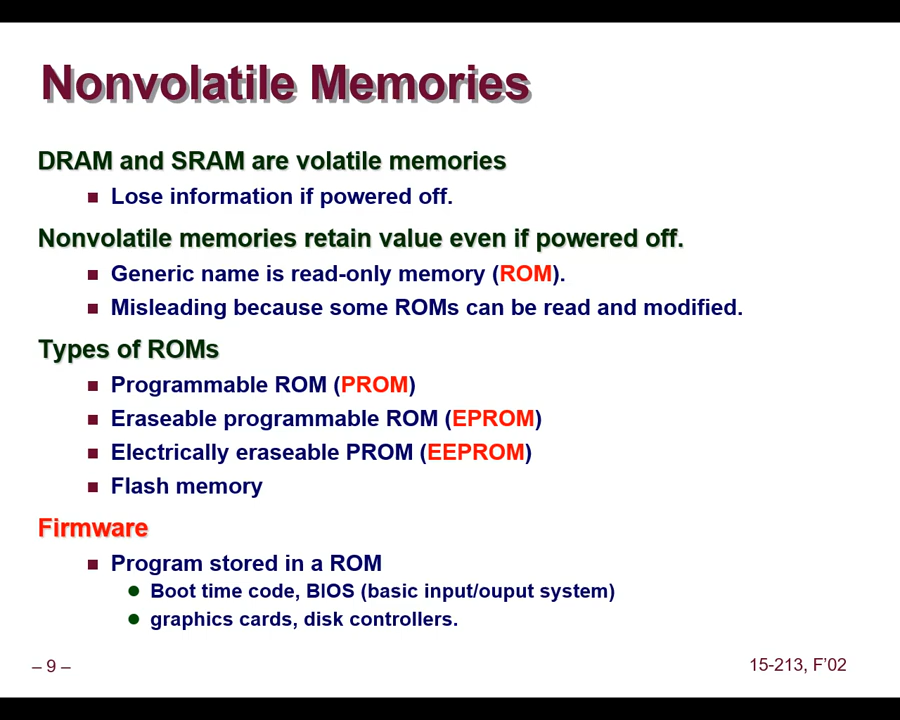 Nonvolatile Memories
DRAM and SRAM are volatile memories
Lose information if powered off.
Nonvolatile memories retain value even if powered off.
Generic name is read-only memory (ROM).
Misleading because some ROMs can be read and modified.
Types of ROMs
Programmable ROM (PROM)
Eraseable programmable ROM (EPROM)
Electrically eraseable PROM (EEPROM)
Flash memory
Firmware
Program stored in a ROM
Boot time code, BIOS (basic input/ouput system)
graphics cards, disk controllers.
– 9 –
15-213, F’02